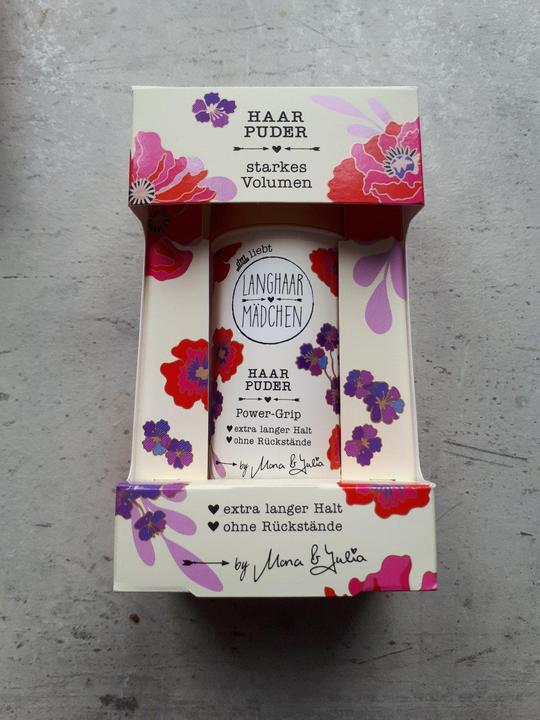 HAAR
PUDER
starkes
Volumen
dm liebt
LANGHAAR
MÄDCHEN
HAAR
PUDER
Power-Grip
extra langer Halt
ohne Rückstände
by Mona & Julia
extra langer Halt
ohne Rückstände
by Mona & Julia